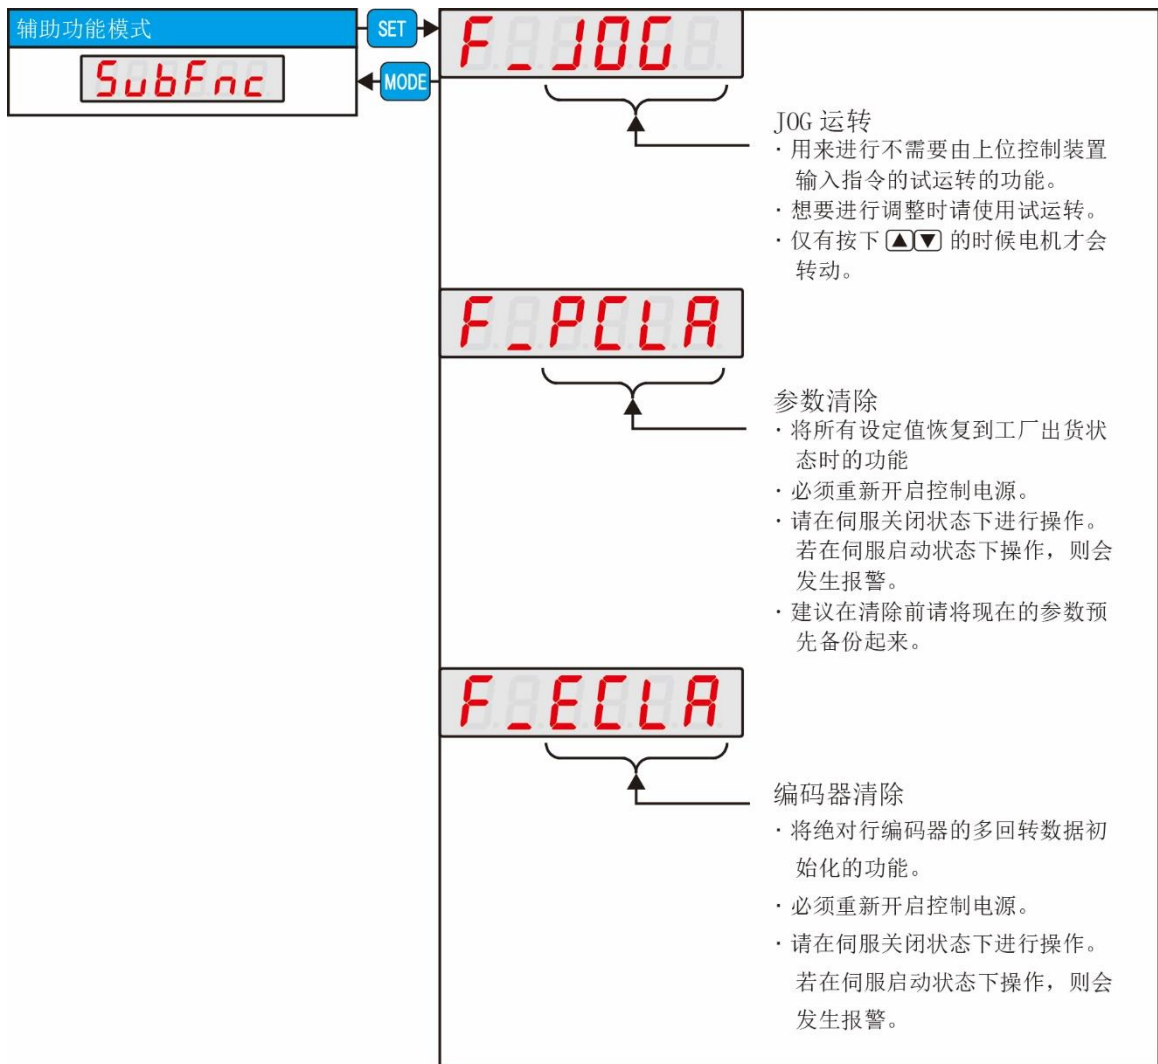 辅助功能模式
SET
F_JOG
SubFnc
MODE
JOG 运转
·用来进行不需要由上位控制装置
输入指令的试运转的功能。
·想要进行调整时请使用试运转。
·仅有按下▲▼的时候电机才会
转动。
F_PCLA
参数清除
·将所有设定值恢复到工厂出货状
态时的功能
·必须重新开启控制电源。
·请在伺服关闭状态下进行操作。
若在伺服启动状态下操作，则会
发生报警。
·建议在清除前请将现在的参数预
先备份起来。
F_ECLA
编码器清除
·将绝对行编码器的多回转数据初
始化的功能。
·必须重新开启控制电源。
·请在伺服关闭状态下进行操作。
若在伺服启动状态下操作，则会
发生报警。